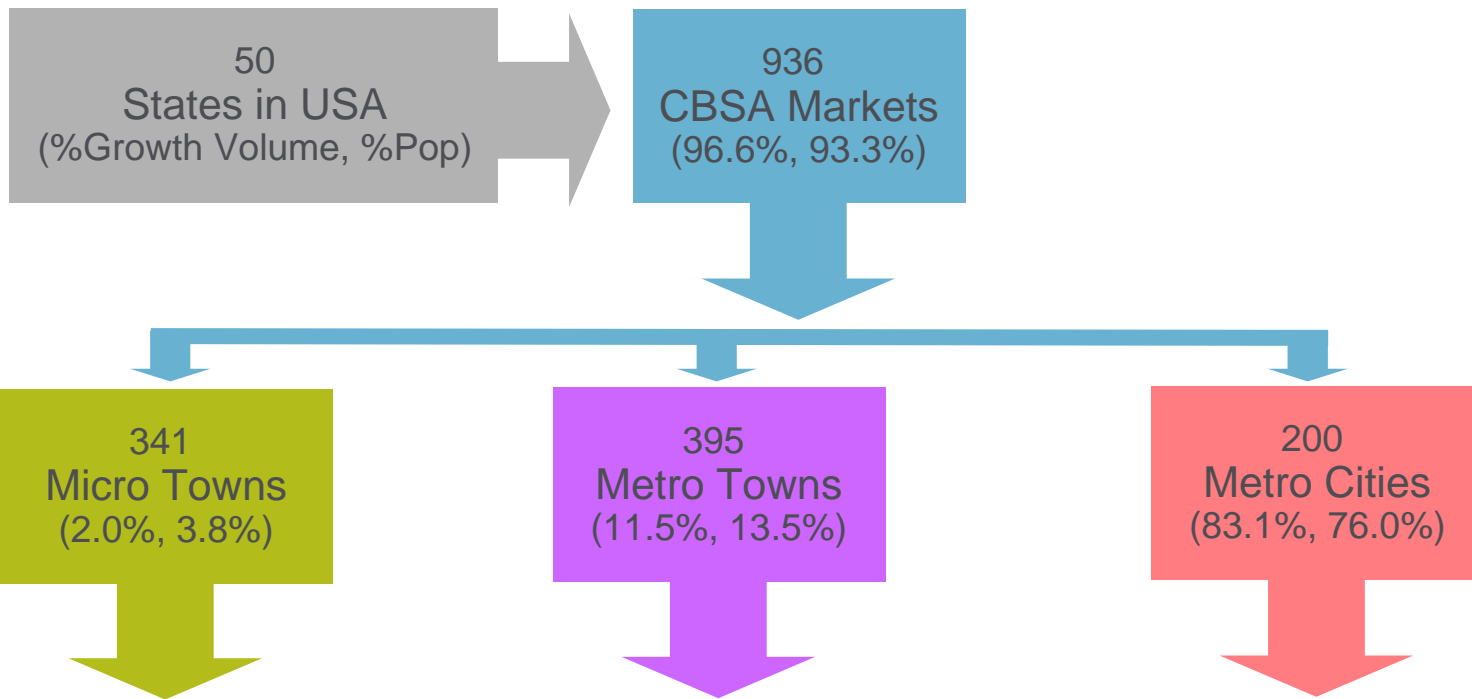 50
States in USA
(%Growth Volume, %Pop)
936
CBSA Markets
(96.6%, 93.3%)
341
Micro Towns
(2.0%, 3.8%)
395
Metro Towns
(11.5%, 13.5%)
200
Metro Cities
(83.1%, 76.0%)